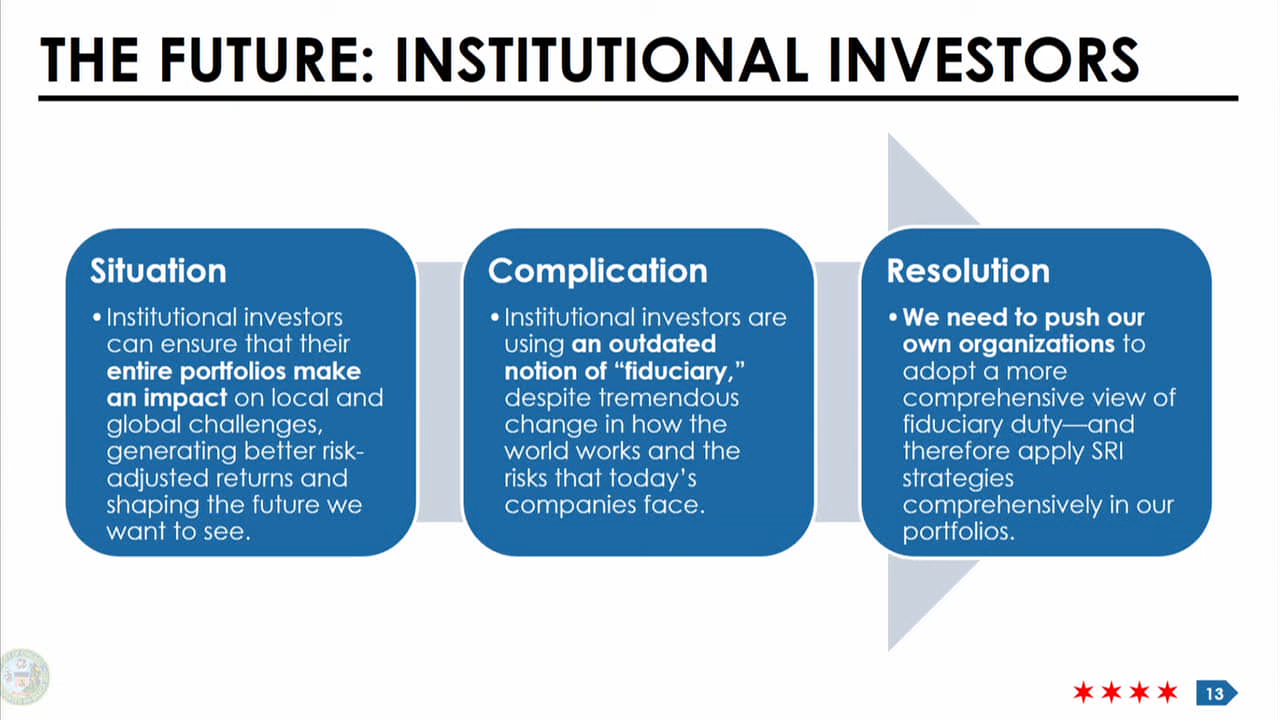 THE FUTURE: INSTITUTIONAL INVESTORS
Situation
• Institutional investors
can ensure that their
entire portfolios make
an impact on local and
global challenges,
generating better risk-
adjusted returns and
shaping the future we
want to see.
Complication
• Institutional investors are
using an outdated
notion of “fiduciary,”
despite tremendous
change in how the
world works and the
risks that today’s
companies face.
Resolution
• We need to push our
own organizations to
adopt a more
comprehensive view of
fiduciary duty—and
therefore apply SRI
strategies
comprehensively in our
portfolios.
13